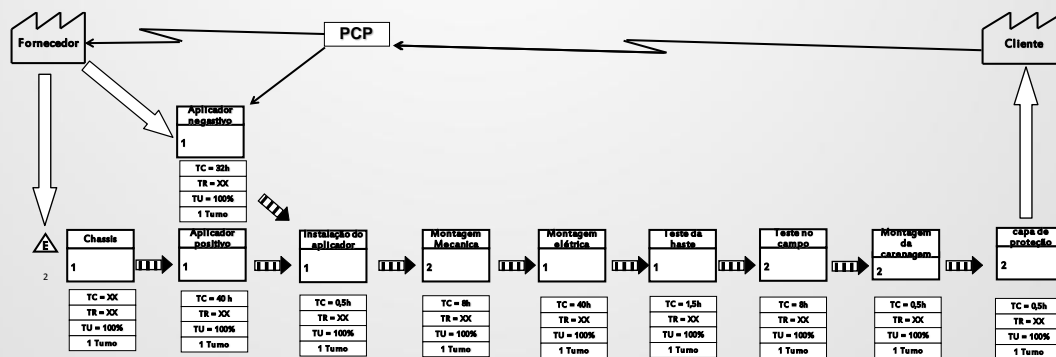 Fornecedor
PCP
Cliente
Aplicador
negastivo
1
TC = 32h
TR = XX
TU = 100%
1 Turno
E
2
Chassis
1
TC = XX
TR = XX
TU = 100%
1 Turno
Aplicador
positivo
1
TC = 40 h
TR = XX
TU = 100%
1 Turno
Instalação do
aplicador
1
TC = 0,5h
TR = XX
TU = 100%
1 Turno
Montagem
Mecanica
2
TC = 8h
TR = XX
TU = 100%
1 Turno
Montagem
elétrica
1
TC = 40h
TR = XX
TU = 100%
1 Turno
Teste da
haste
1
TC = 1,5h
TR = XX
TU = 100%
1 Turno
Teste no
campo
2
TC = 8h
TR = XX
TU = 100%
1 Turno
Montagem
da
carenagem
2
TC = 0,5h
TR = XX
TU = 100%
1 Turno
capa de
proteção
2
TC = 0,5h
TR = XX
TU = 100%
1 Turno